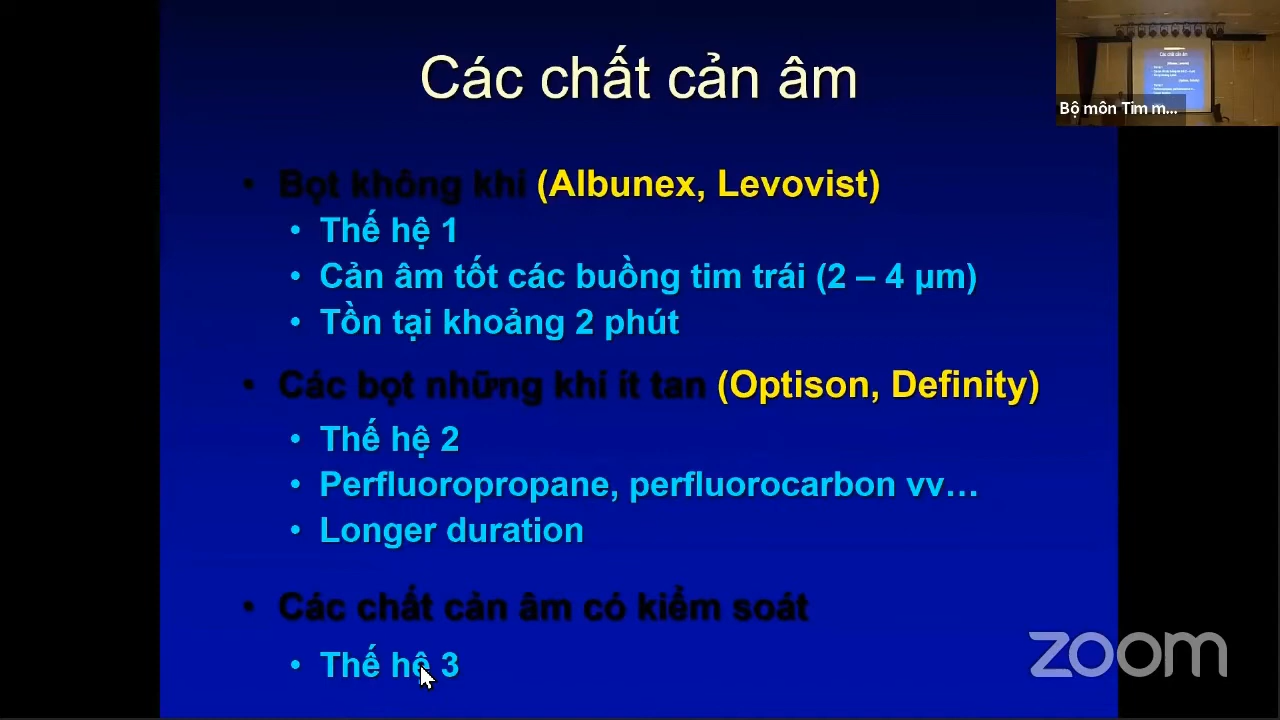 Các chất cản âm
Bộ môn Tim m...
• Bọt không khí (Albunex, Levovist)
• Thế hệ 1
• Cản âm tốt các buồng tim trái (2 – 4 µm)
• Tồn tại khoảng 2 phút
• Các bọt những khí ít tan (Optison, Definity)
• Thế hệ 2
• Perfluoropropane, perfluorocarbon vv...
• Longer duration
• Các chất cản âm có kiểm soát
• Thế hệ 3
zoom